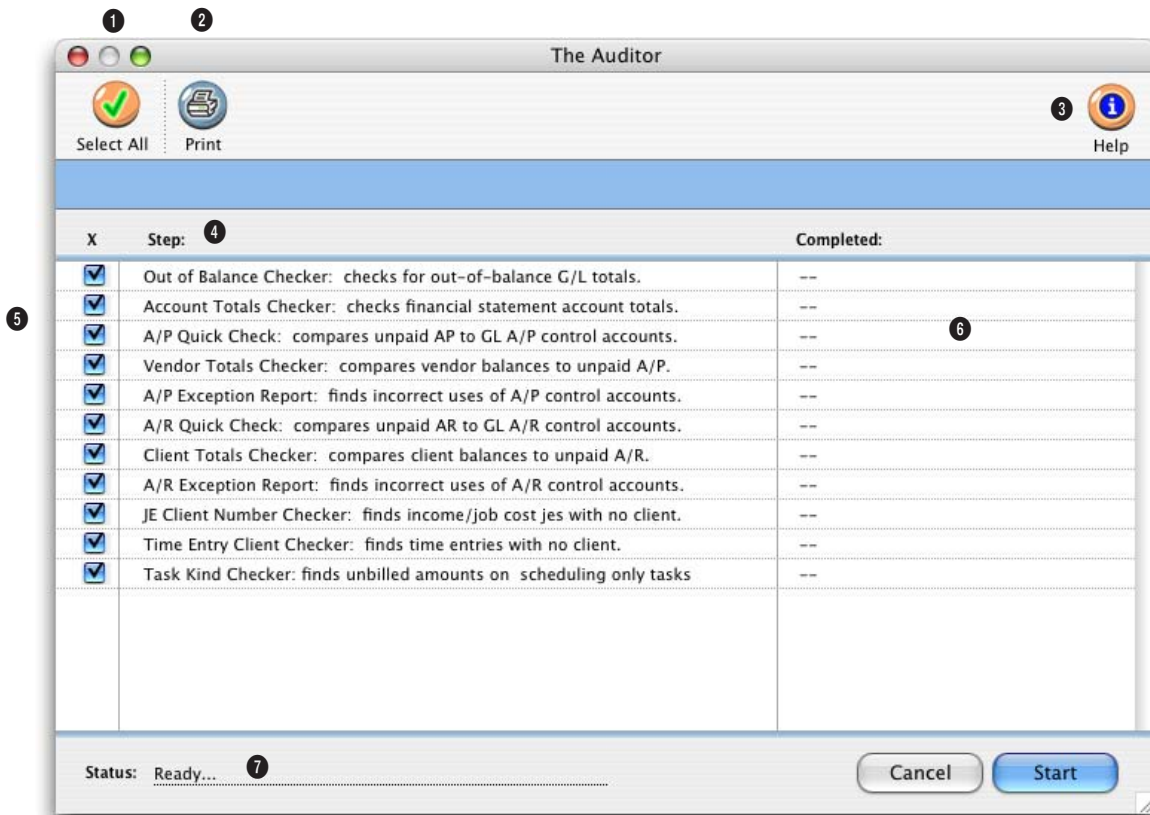 1 2
The Auditor
Select All Print 3 Help
X Step: 4 Completed:
Out of Balance Checker: checks for out-of-balance G/L totals. --
Account Totals Checker: checks financial statement account totals. --
5
A/P Quick Check: compares unpaid AP to GL A/P control accounts. -- 6
Vendor Totals Checker: compares vendor balances to unpaid A/P. --
A/P Exception Report: finds incorrect uses of A/P control accounts. --
A/R Quick Check: compares unpaid AR to GL A/R control accounts. --
Client Totals Checker: compares client balances to unpaid A/R. --
A/R Exception Report: finds incorrect uses of A/R control accounts. --
JE Client Number Checker: finds income/job cost jes with no client. --
Time Entry Client Checker: finds time entries with no client. --
Task Kind Checker: finds unbilled amounts on scheduling only tasks --
Status: Ready... 7 Cancel Start